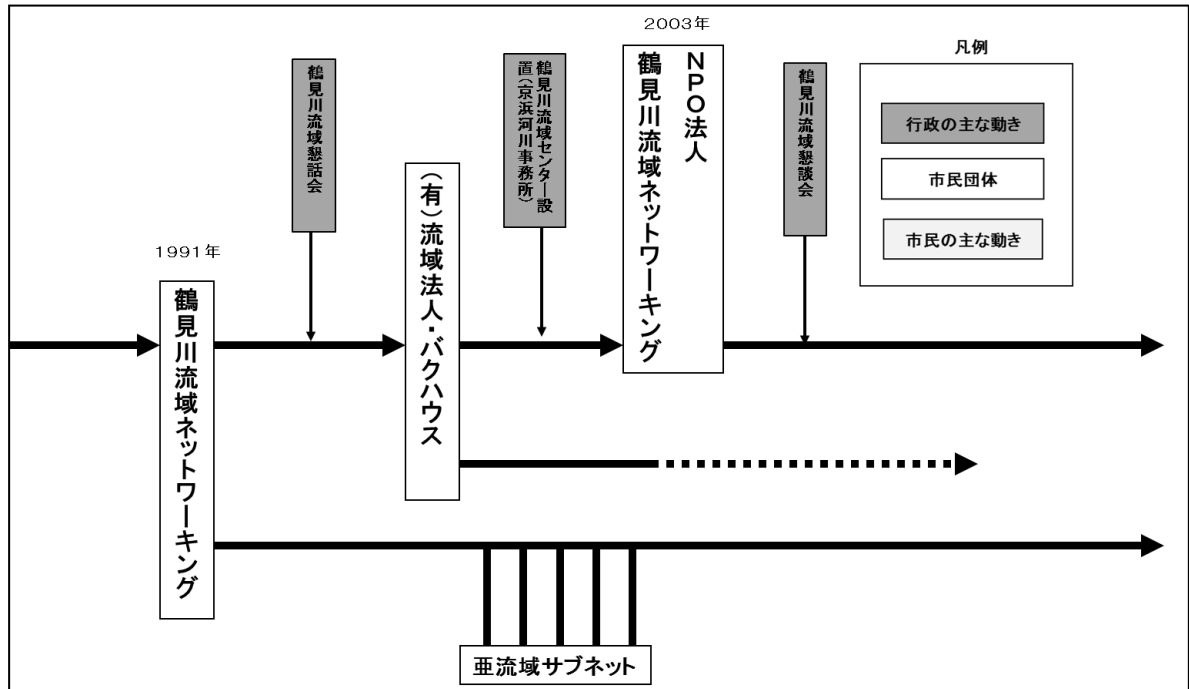 1991年
鶴見川流域ネットワーキング
鶴見川流域懇話会
(有)流域法人・バクハウス
鶴見川流域センター設
置(京浜河川事務所)
2003年
NPO法人
鶴見川流域ネットワーキング
鶴見川流域懇談会
凡例
行政の主な動き
市民団体
市民の主な動き
亜流域サブネット